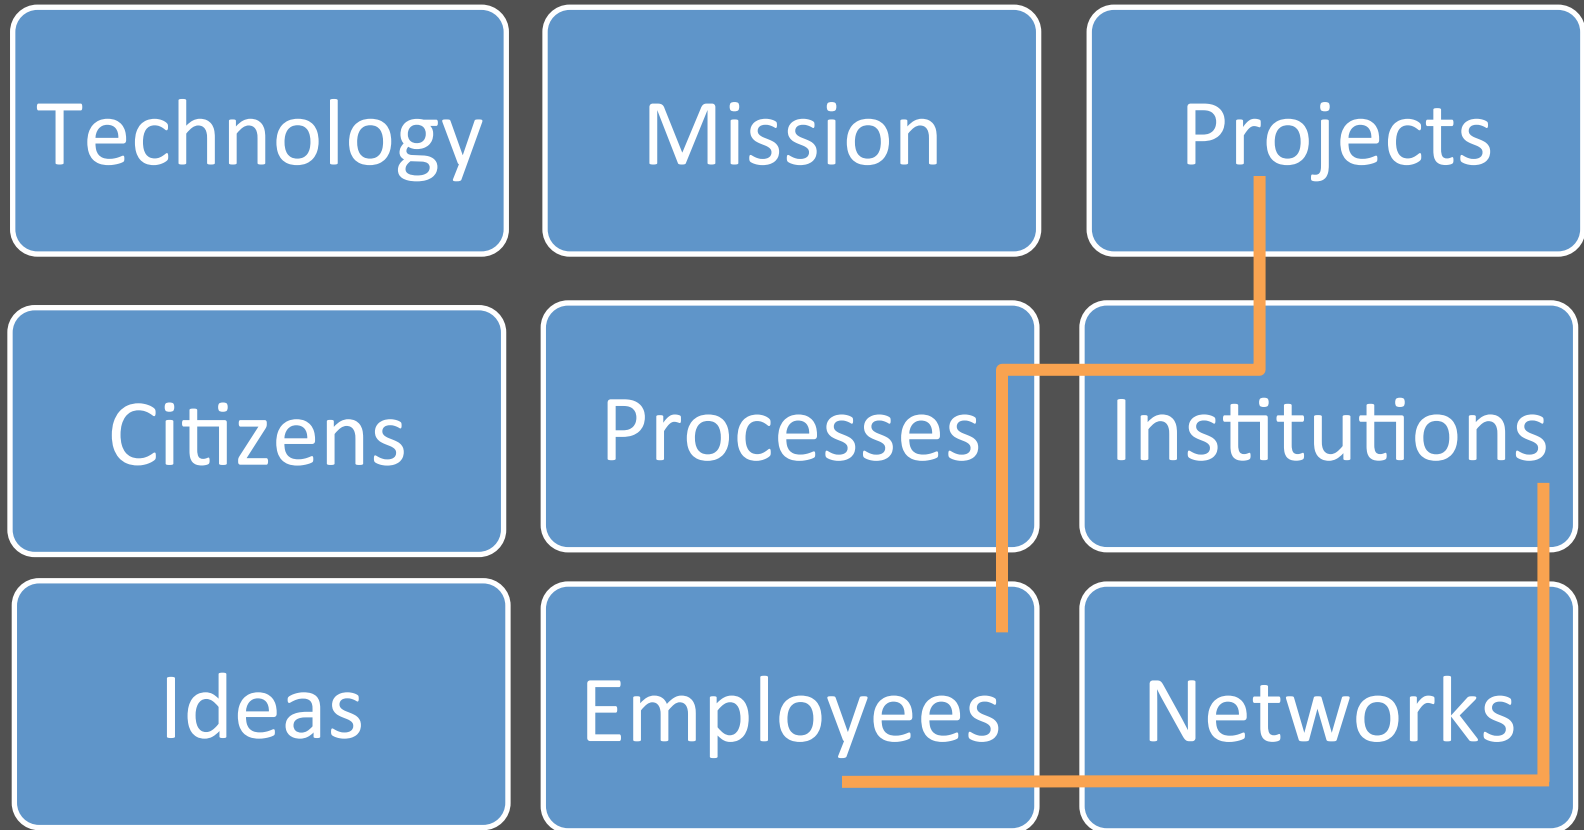 Technology
Mission
Projects
Citizens
Processes
Institutions
Ideas
Employees
Networks